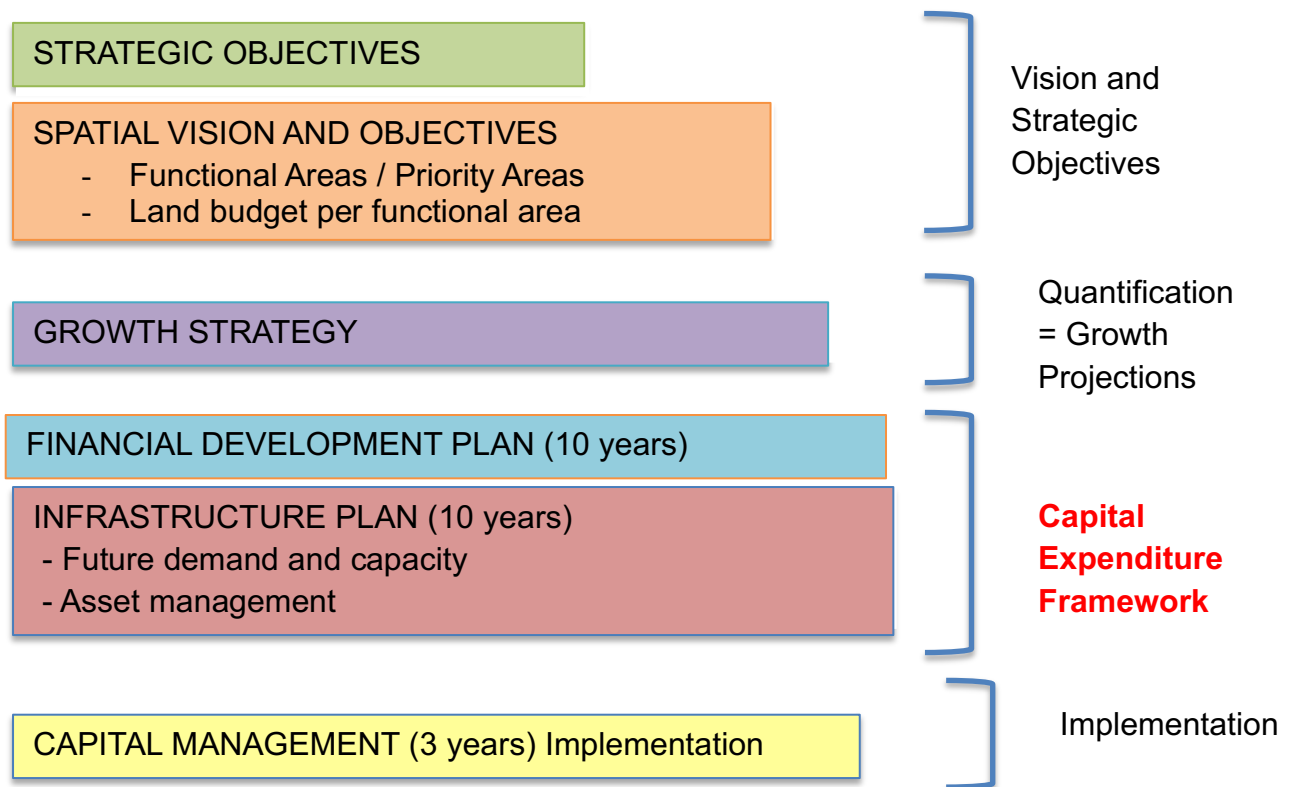 STRATEGIC OBJECTIVES
SPATIAL VISION AND OBJECTIVES
- Functional Areas / Priority Areas
- Land budget per functional area
Vision and
Strategic
Objectives
GROWTH STRATEGY
Quantification
= Growth
Projections
FINANCIAL DEVELOPMENT PLAN (10 years)
INFRASTRUCTURE PLAN (10 years)
- Future demand and capacity
- Asset management
Capital
Expenditure
Framework
CAPITAL MANAGEMENT (3 years) Implementation
Implementation